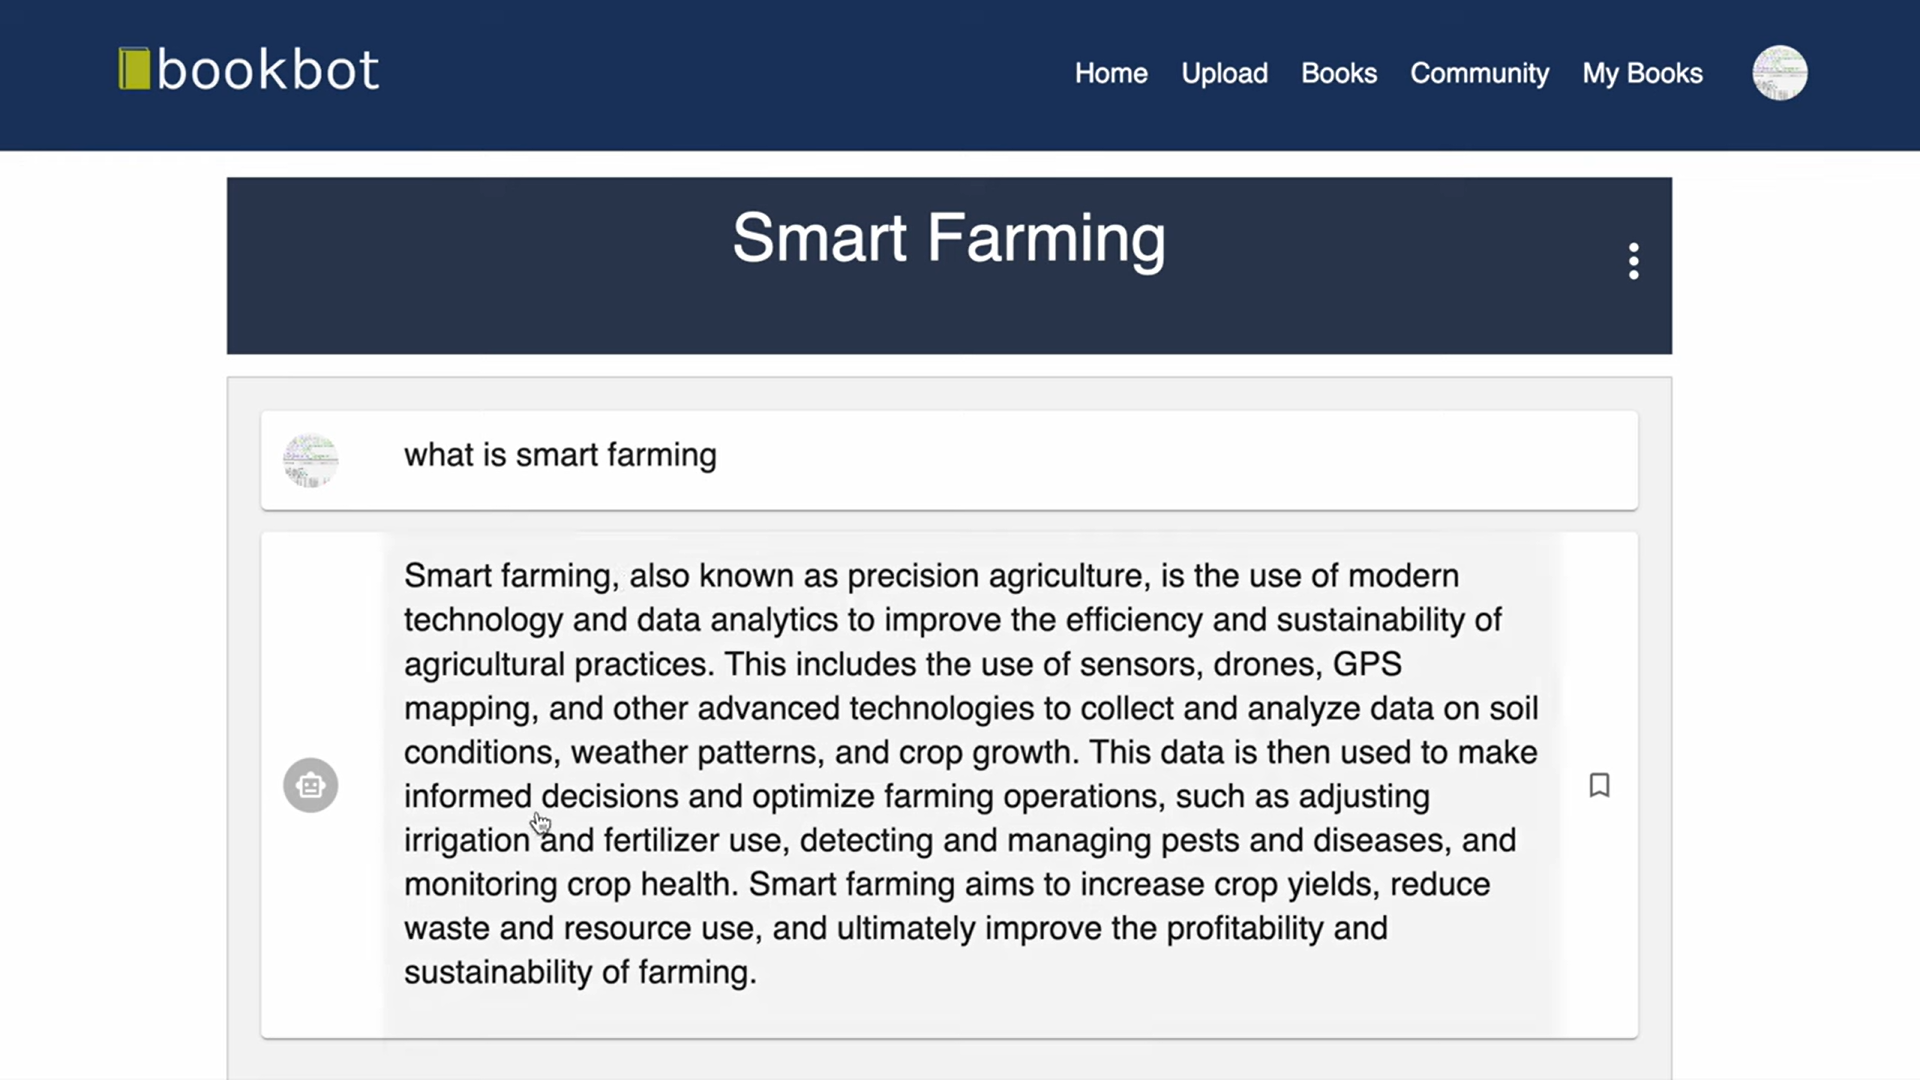 bookbot
Home Upload Books Community My Books
Smart Farming
what is smart farming
Smart farming, also known as precision agriculture, is the use of modern
technology and data analytics to improve the efficiency and sustainability of
agricultural practices. This includes the use of sensors, drones, GPS
mapping, and other advanced technologies to collect and analyze data on soil
conditions, weather patterns, and crop growth. This data is then used to make
informed decisions and optimize farming operations, such as adjusting
irrigation and fertilizer use, detecting and managing pests and diseases, and
monitoring crop health. Smart farming aims to increase crop yields, reduce
waste and resource use, and ultimately improve the profitability and
sustainability of farming.